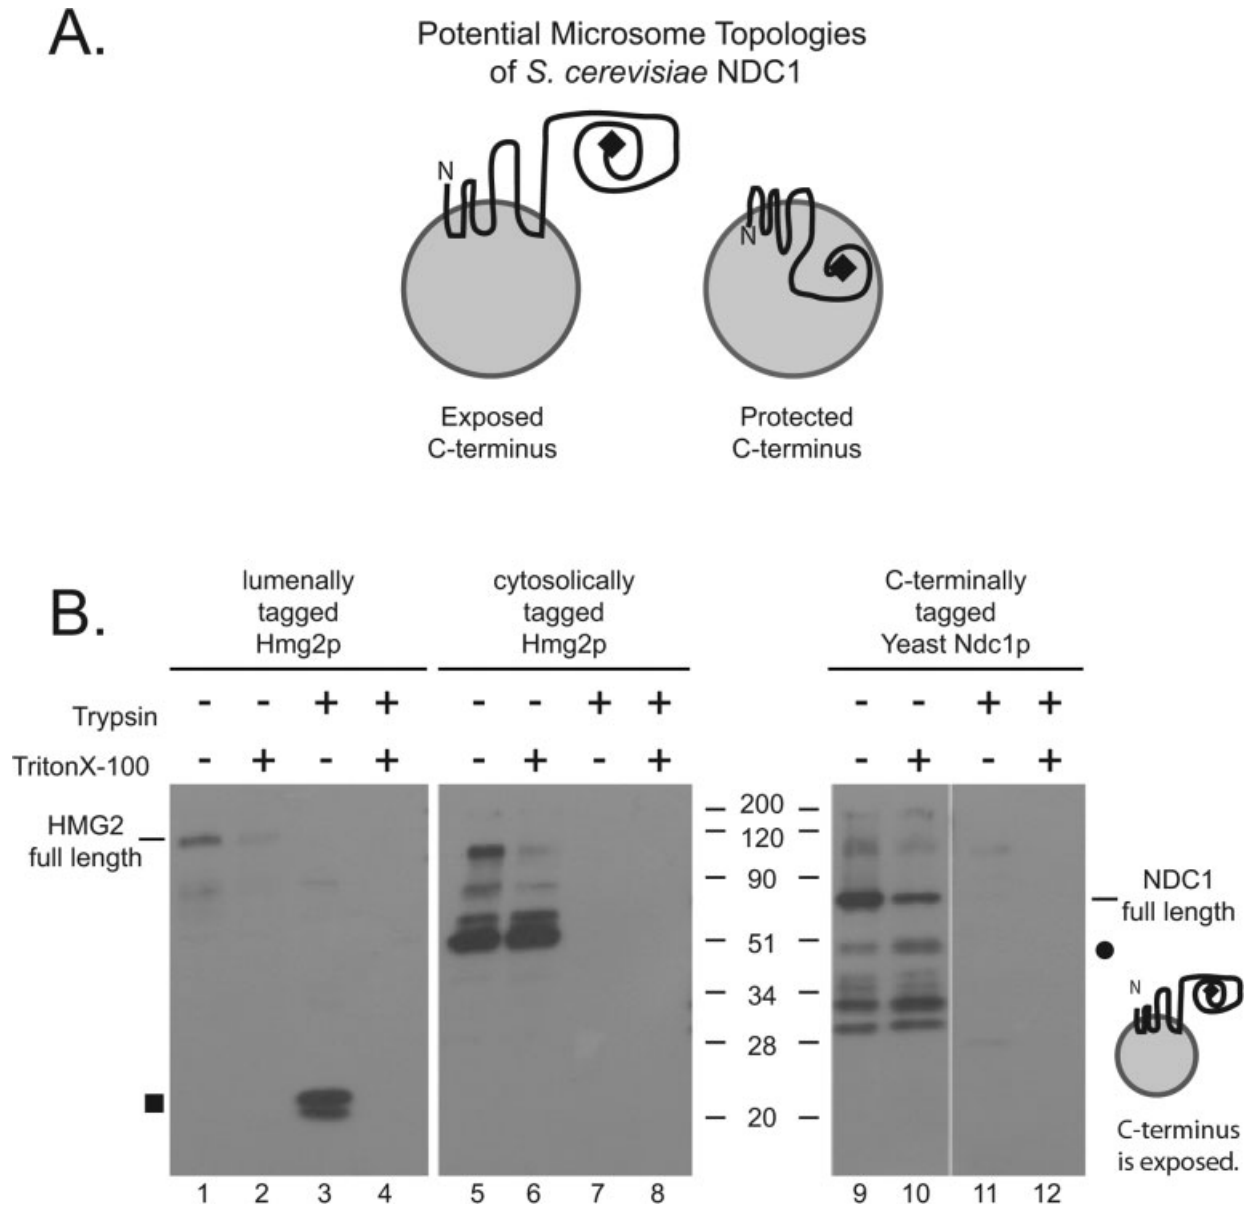 A.
Potential Microsome Topologies
of S. cerevisiae NDC1
N
N
Exposed
C-terminus
Protected
C-terminus
B.
lumenally
tagged
Hmg2p
cytosolically
tagged
Hmg2p
C-terminally
tagged
Yeast Ndc1p
Trypsin - - + + - - + + - - + +
TritonX-100 - + - + - + - + - + - +
HMG2
full length
200
120
90
51
34
28
20
NDC1
full length
N
C-terminus
is exposed.
1 2 3 4 5 6 7 8 9 10 11 12